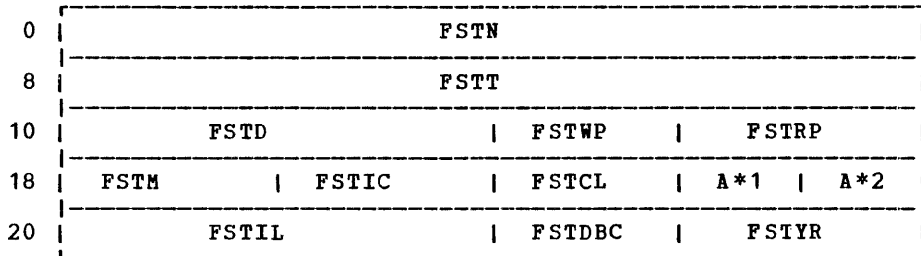 0 FSTN
8 FSTT
10 FSTD | FSTWP | FSTRP
18 FSTM | FSTIC | FSTCL | A*1 | A*2
20 FSTIL | FSTDBC | FSTYR